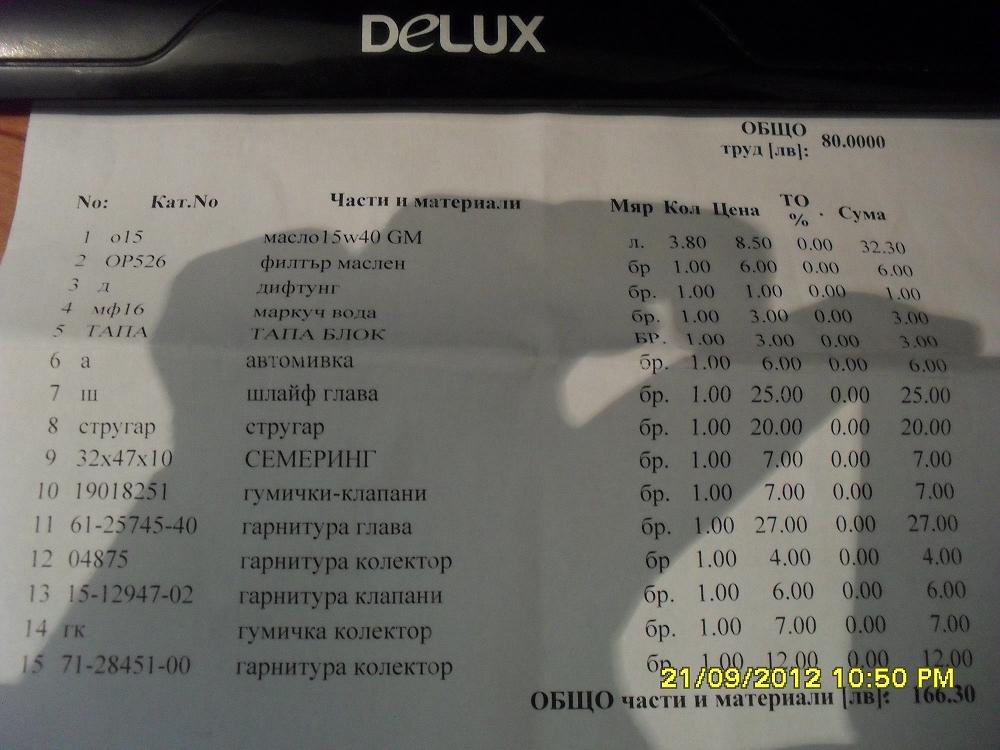 DeLUX
ОБЩО
труд [лв]: 80.0000
No: Кат.No Части и материали Мяр Кол Цена ТО % . Сума
1 о15 масло15w40 GM л. 3.80 8.50 0.00 32.30
2 OP526 филтър маслен бр 1.00 6.00 0.00 6.00
3 д дифтунг бр. 1.00 1.00 0.00 1.00
4 мф16 маркуч вода бр. 1.00 3.00 0.00 3.00
5 ТАПА ТАПА БЛОК БР. 1.00 3.00 0.00 3.00
6 а автомивка бр. 1.00 6.00 0.00 6.00
7 ш шлайф глава бр. 1.00 25.00 0.00 25.00
8 стругар стругар бр. 1.00 20.00 0.00 20.00
9 32x47x10 СЕМЕРИНГ бр. 1.00 7.00 0.00 7.00
10 19018251 гумички-клапани бр. 1.00 7.00 0.00 7.00
11 61-25745-40 гарнитура глава бр. 1.00 27.00 0.00 27.00
12 04875 гарнитура колектор бр 1.00 4.00 0.00 4.00
13 15-12947-02 гарнитура клапани бр. 1.00 6.00 0.00 6.00
14 гк гумичка колектор бр. 1.00 7.00 0.00 7.00
15 71-28451-00 гарнитура колектор бр. 1.00 12.00 0.00 12.00
21/09/2012 10:50 PM
ОБЩО части и материали [лв]: 166.30